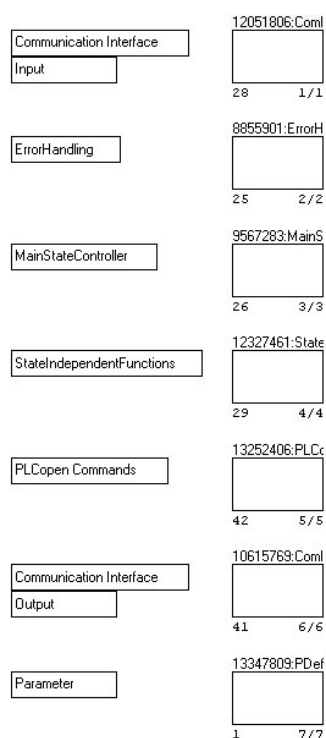 12051806:ComI
Communication Interface
Input
28 1/1
8855901:ErrorH
ErrorHandling
25 2/2
9567283:MainS
MainStateController
26 3/3
12327461:State
StateIndependentFunctions
29 4/4
13252406:PLCo
PLCopen Commands
42 5/5
10615769:ComI
Communication Interface
Output
41 6/6
13347809:PDef
Parameter
1 7/7